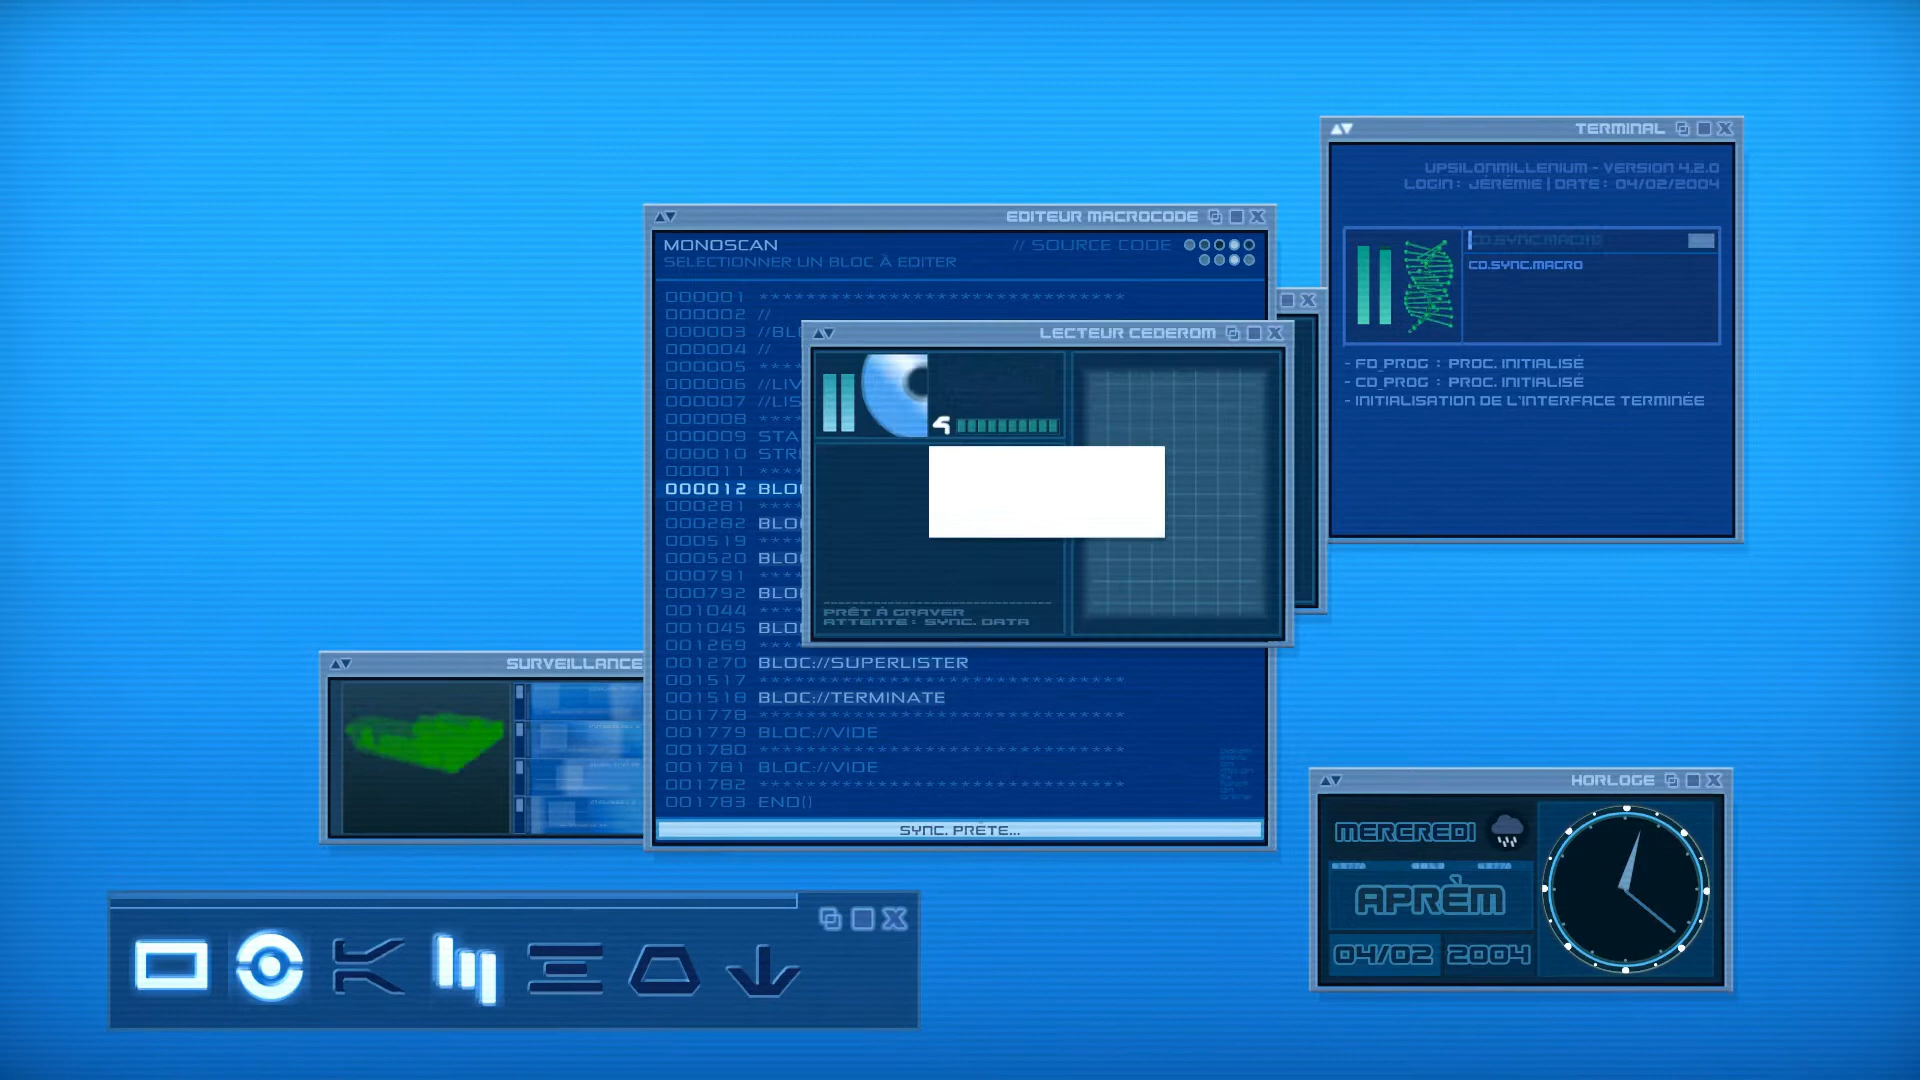 TERMINAL
UPSILONMILLENIUM - VERSION 4.2.0
LOGIN : JÉRÉMIE | DATE : 04/02/2004
CD.SYNC.MACRO
CD.SYNC.MACRO
- FD_PROG : PROC. INITIALISÉ
- CD_PROG : PROC. INITIALISÉ
- INITIALISATION DE L'INTERFACE TERMINÉE
EDITEUR MACROCODE
MONOSCAN
// SOURCE CODE
SELECTIONNER UN BLOC À EDITER
000001 *******************************
000002 //
000003 //BL
000004 //
000005 ****
000006 //LIV
000007 //LIS
000008 ****
000009 STA
000010 STR
000011 ****
000012 BLO
000281 ****
000282 BLO
000519 ****
000520 BLO
000791 ****
000792 BLO
001044 ****
001045 BLO
001269 ****
001270 BLOC://SUPERLISTER
001517 *******************************
001518 BLOC://TERMINATE
001778 *******************************
001779 BLOC://VIDE
001780 *******************************
001781 BLOC://VIDE
001782 *******************************
001783 END()
SYNC. PRÊTE...
LECTEUR CEDEROM
PRÊT À GRAVER
ATTENTE : SYNC. DATA
SURVEILLANCE
HORLOGE
MERCREDI
APRÈM
04/02 2004